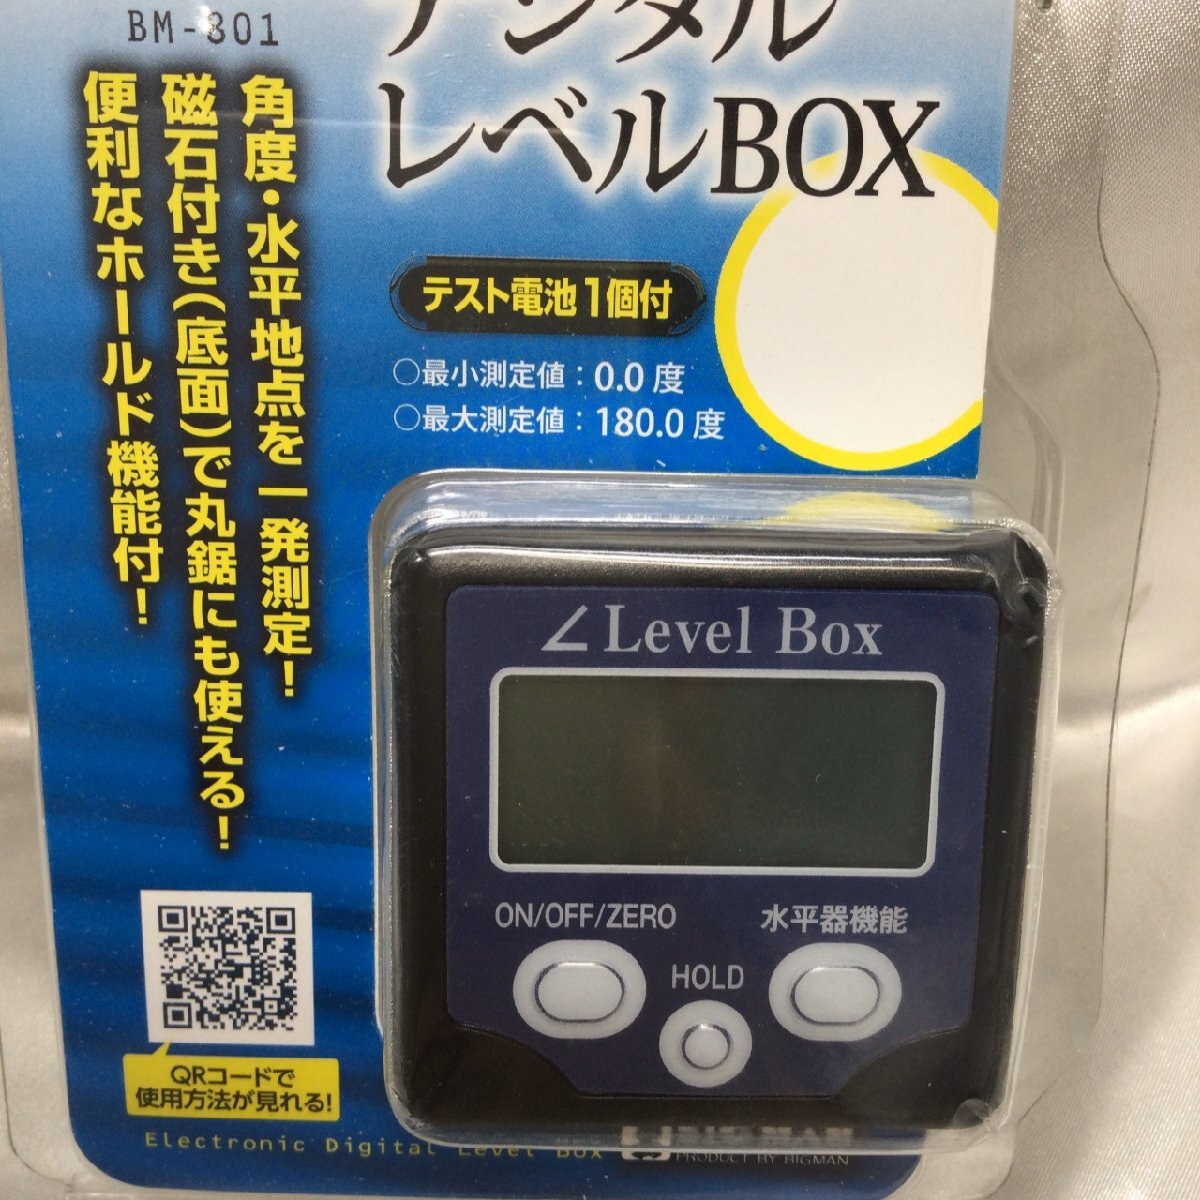 BM-801
デジタル
レベルBOX
角度・水平地点を一発測定!
磁石付き(底面)で丸鋸にも使える!
便利なホールド機能付!
テスト電池1個付
○最小測定値：0.0度
○最大測定値：180.0度
∠Level Box
ON/OFF/ZERO
水平器機能
HOLD
QRコードで
使用方法が見れる!
Electronic Digital Level Box
BIGMAN
PRODUCT BY BIGMAN